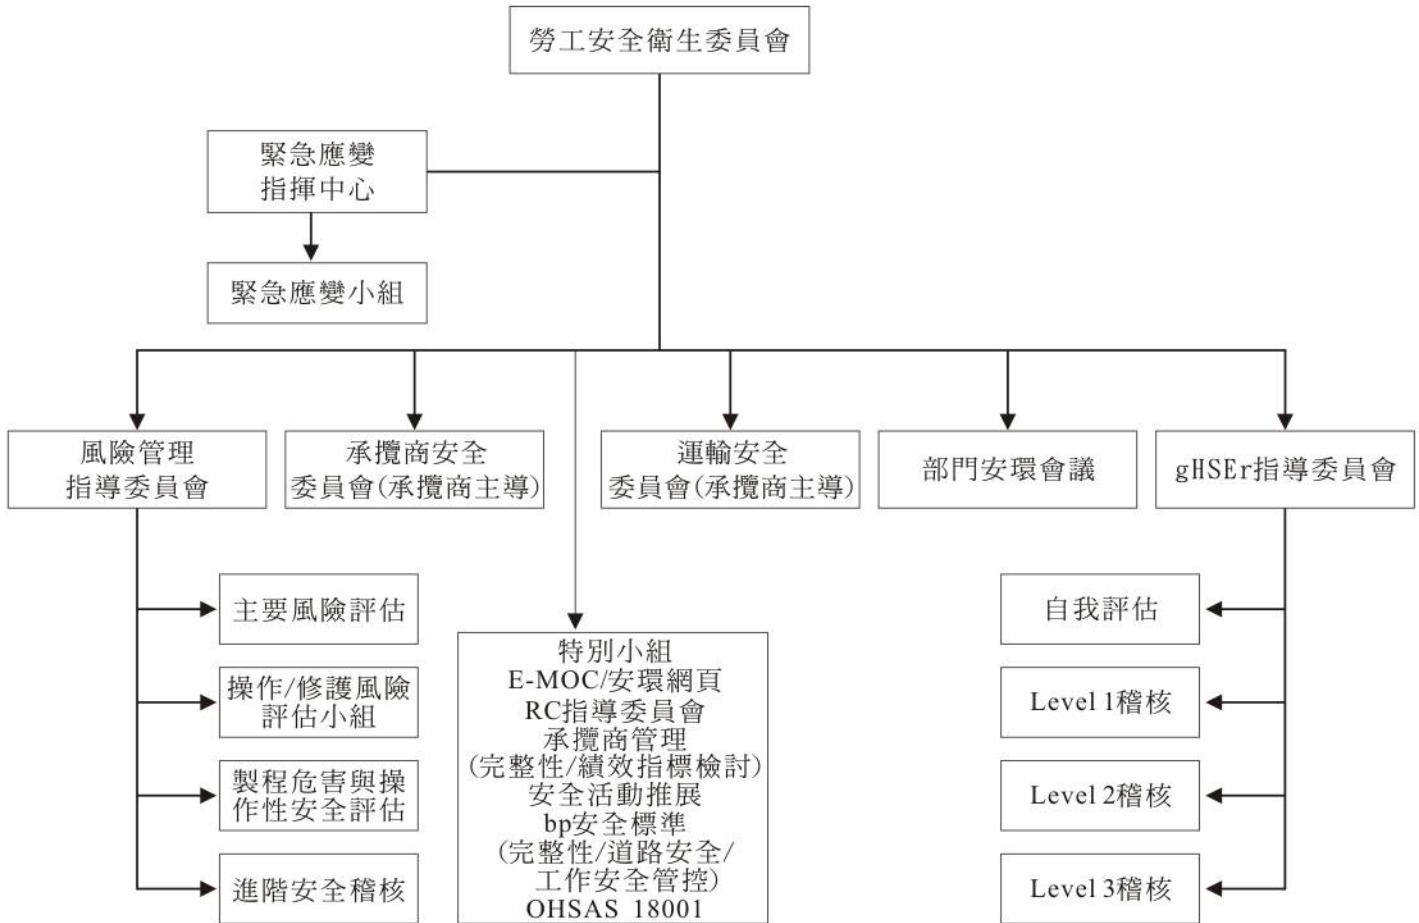 勞工安全衛生委員會
緊急應變
指揮中心
緊急應變小組
風險管理
指導委員會
承攬商安全
委員會(承攬商主導)
運輸安全
委員會(承攬商主導)
部門安環會議
gHSEr指導委員會
主要風險評估
操作/修護風險
評估小組
製程危害與操
作性安全評估
進階安全稽核
特別小組
E-MOC/安環網頁
RC指導委員會
承攬商管理
(完整性/績效指標檢討)
安全活動推展
bp安全標準
(完整性/道路安全/
工作安全管控)
OHSAS 18001
自我評估
Level 1稽核
Level 2稽核
Level 3稽核